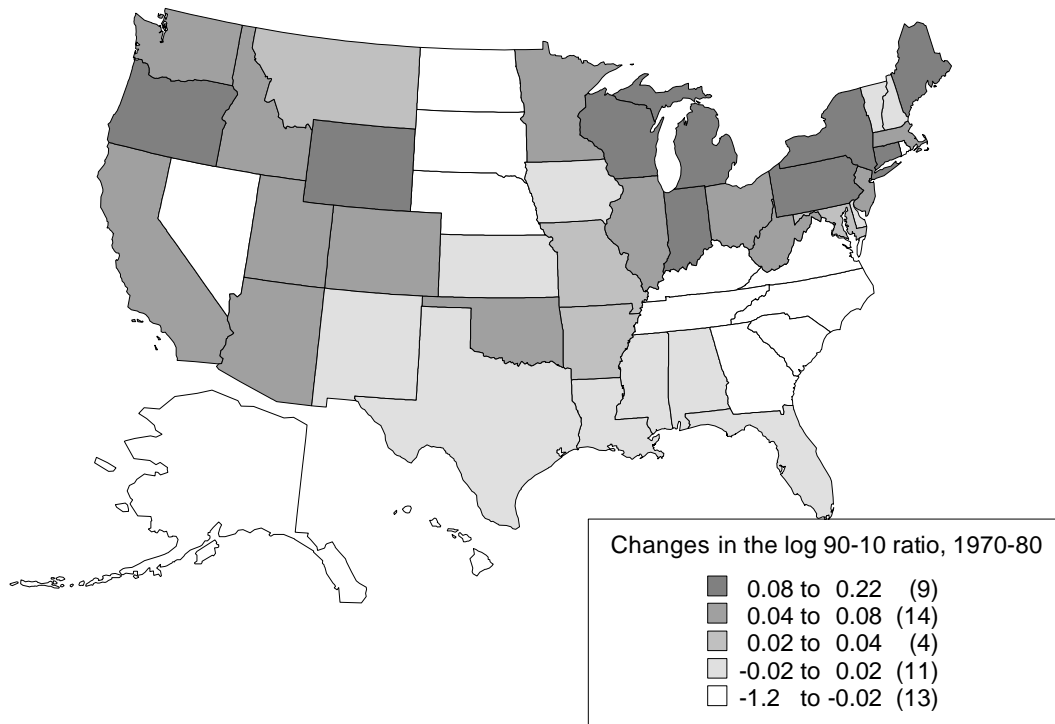 Changes in the log 90-10 ratio, 1970-80
0.08 to 0.22 (9)
0.04 to 0.08 (14)
0.02 to 0.04 (4)
-0.02 to 0.02 (11)
-1.2 to -0.02 (13)